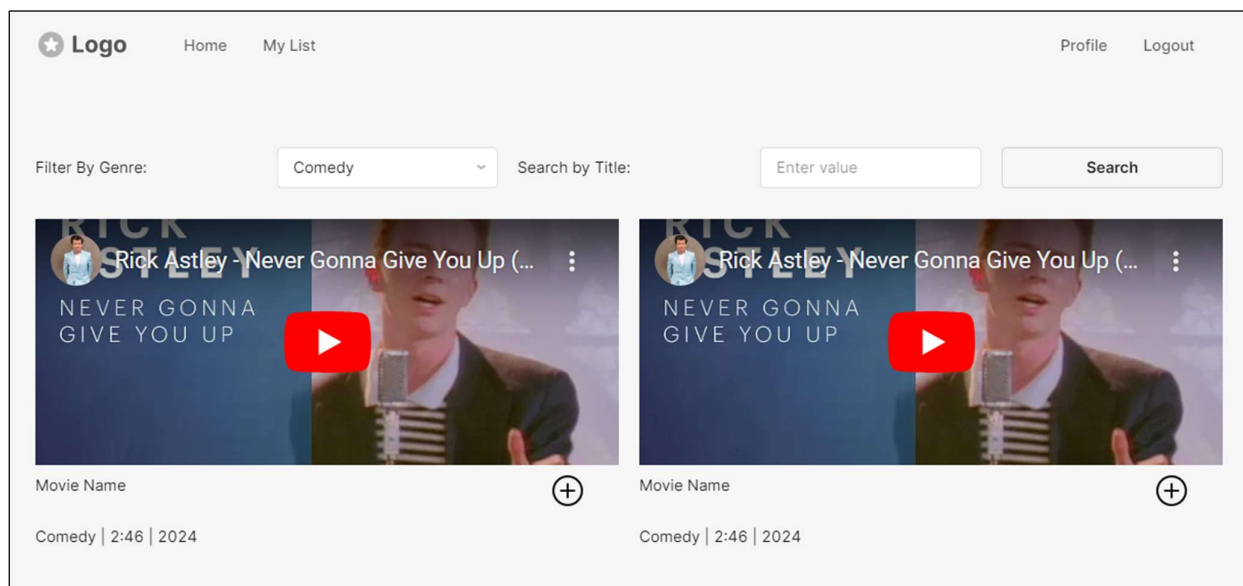 Logo Home My List Profile Logout
Filter By Genre: Comedy Search by Title: Enter value Search
RICK
ASTLEY
Rick Astley - Never Gonna Give You Up (...
NEVER GONNA
GIVE YOU UP
Movie Name
Comedy | 2:46 | 2024
RICK
ASTLEY
Rick Astley - Never Gonna Give You Up (...
NEVER GONNA
GIVE YOU UP
Movie Name
Comedy | 2:46 | 2024